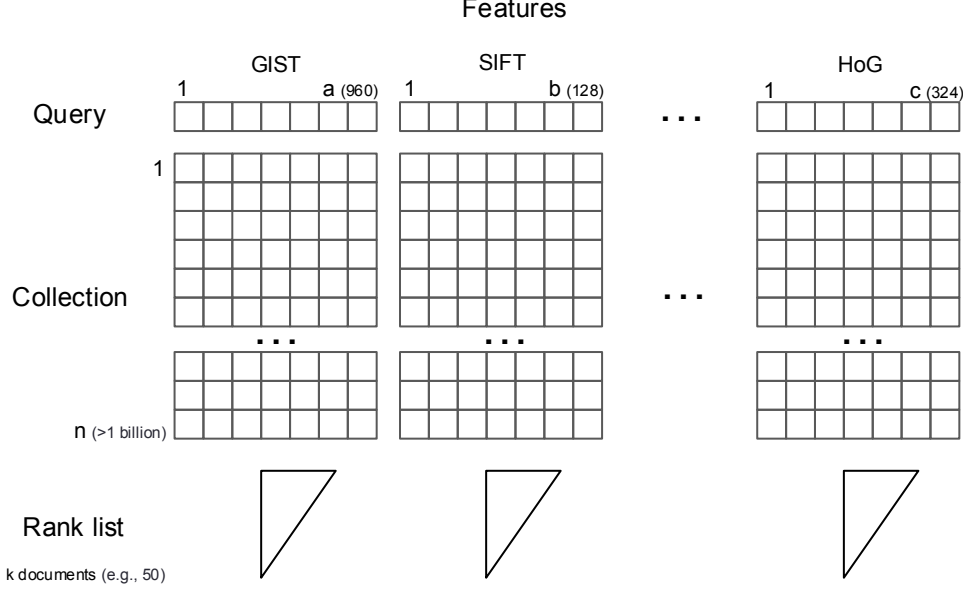 Features
GIST SIFT HoG
1 a (960) 1 b (128) 1 c (324)
Query ...
1
Collection ...
... ... ...
n (>1 billion)
Rank list
k documents (e.g., 50)